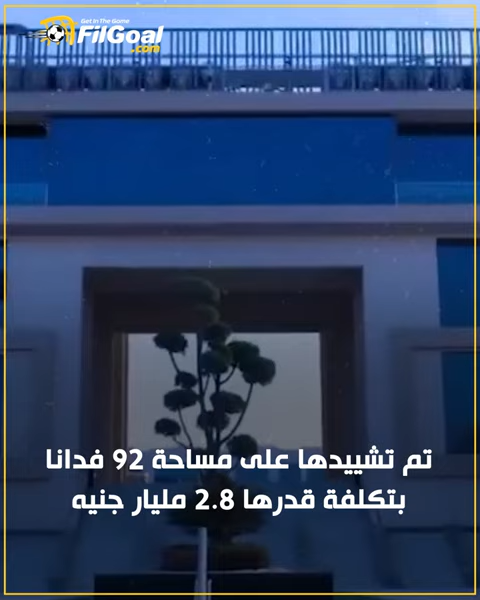 Get In The Game
FilGoal
.com
تم تشييدها على مساحة 92 فدانا
بتكلفة قدرها 2.8 مليار جنيه